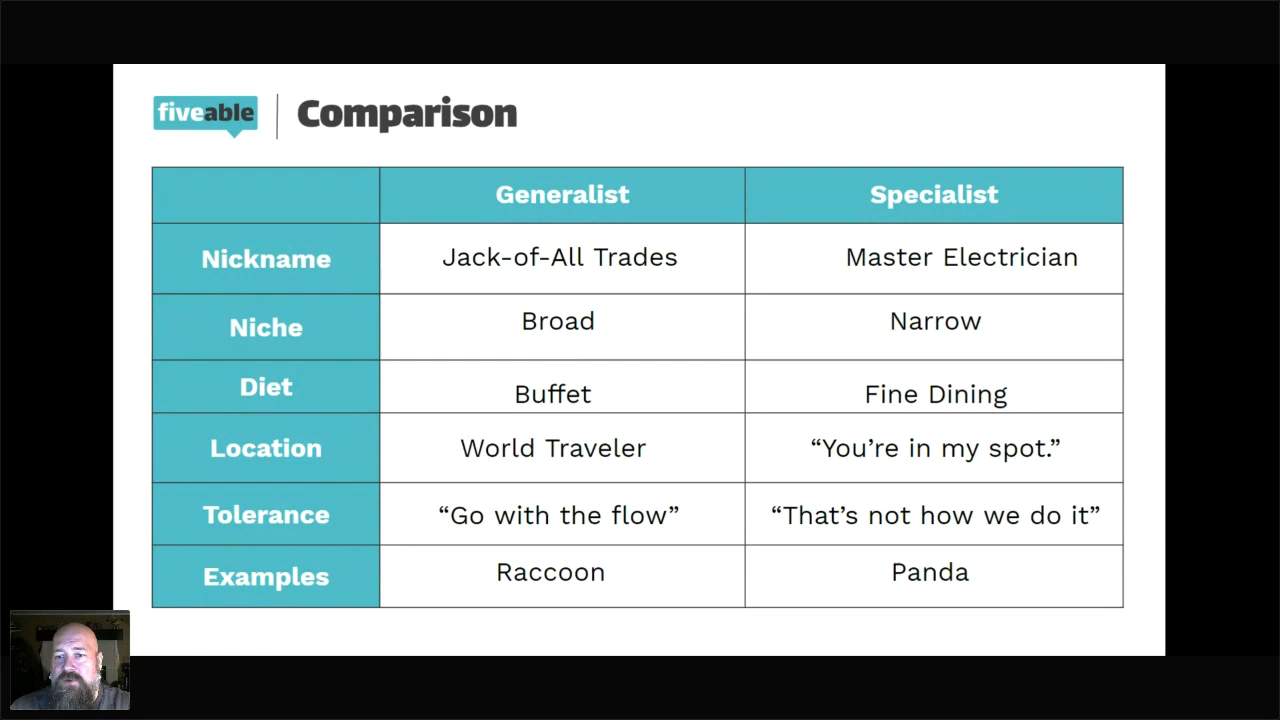 fiveable
Comparison
Generalist
Specialist
Nickname
Jack-of-All Trades
Master Electrician
Niche
Broad
Narrow
Diet
Buffet
Fine Dining
Location
World Traveler
“You’re in my spot.”
Tolerance
“Go with the flow”
“That’s not how we do it”
Examples
Raccoon
Panda